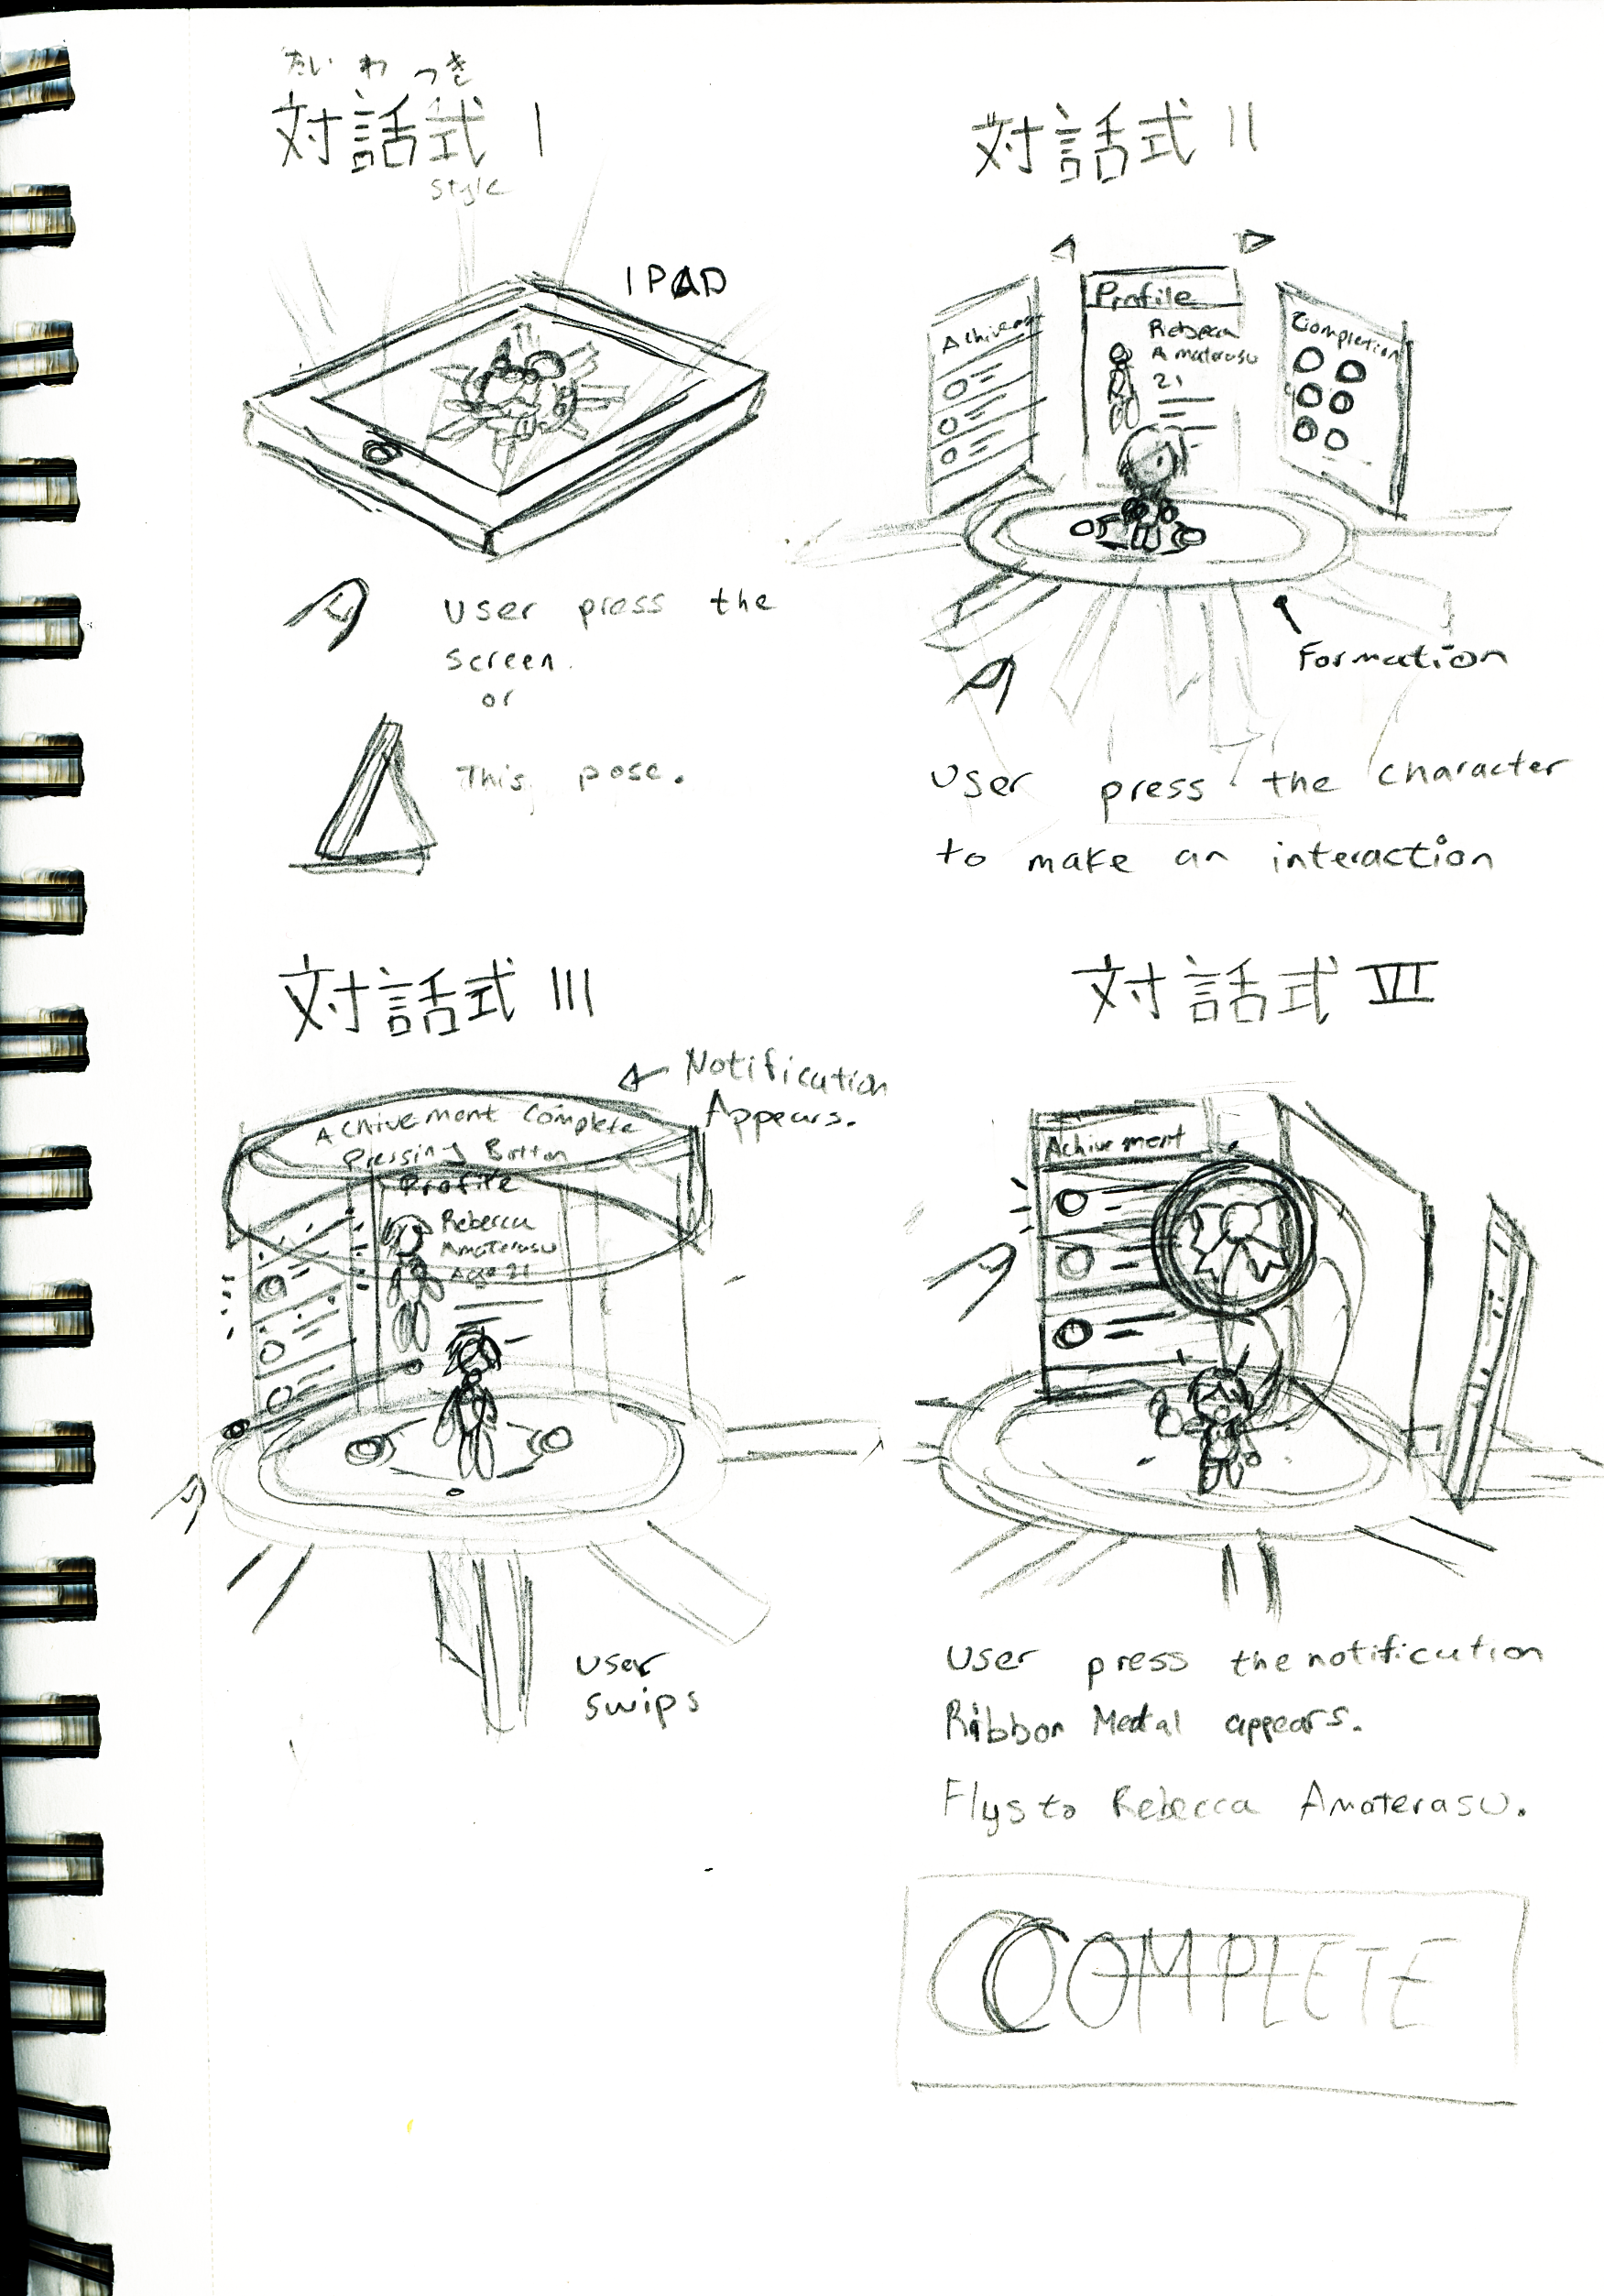 たい わ つき
対話式 I
style
IPAD
User press the
screen.
or
This pose.
対話式 II
Achivement
Profile
Rebecca
Amaterasu
21
Completion
Formation
User press the character
to make an interaction
対話式 III
Notification
Appears.
Achivement Complete
Pressing Button
Profile
Rebecca
Amaterasu
Age 21
User
swips
対話式 VI
Achivement
User press the notification
Ribbon Medal appears.
Flys to Rebecca Amaterasu.
COMPLETE